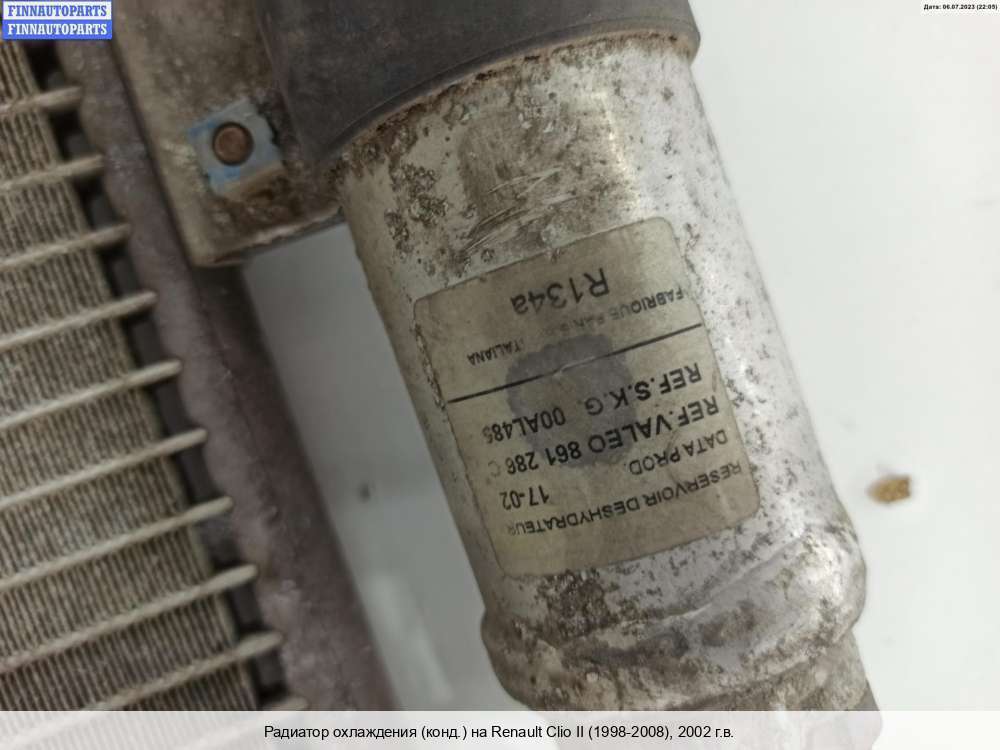 FINNAUTOPARTS
FINNAUTOPARTS
Дата: 06.07.2023 (22:05)
RESERVOIR DESHYDRATEUR
DATA PROD. 17-02
REF. VALEO 861 286 C
REF. S.K.G 00AL485
FABRIQUE PAR
ITALIANA
R134a
Радиатор охлаждения (конд.) на Renault Clio II (1998-2008), 2002 г.в.